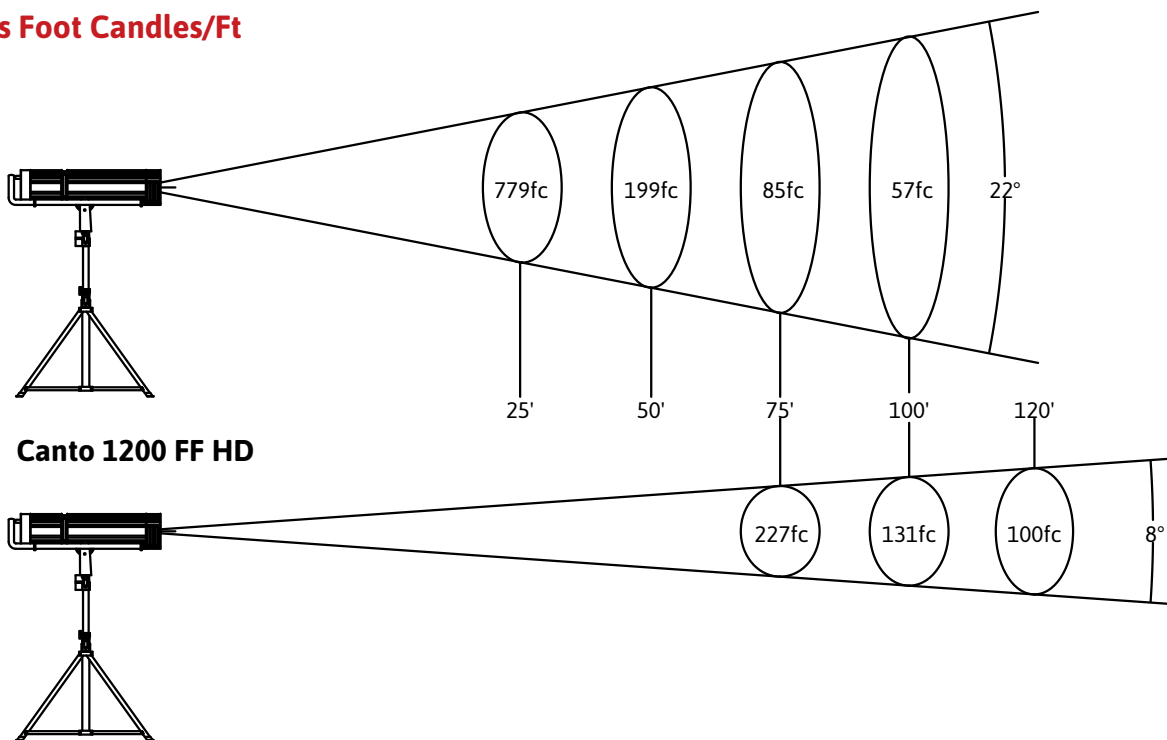 s Foot Candles/Ft
779fc 199fc 85fc 57fc 22°
25' 50' 75' 100' 120'
Canto 1200 FF HD
227fc 131fc 100fc 8°